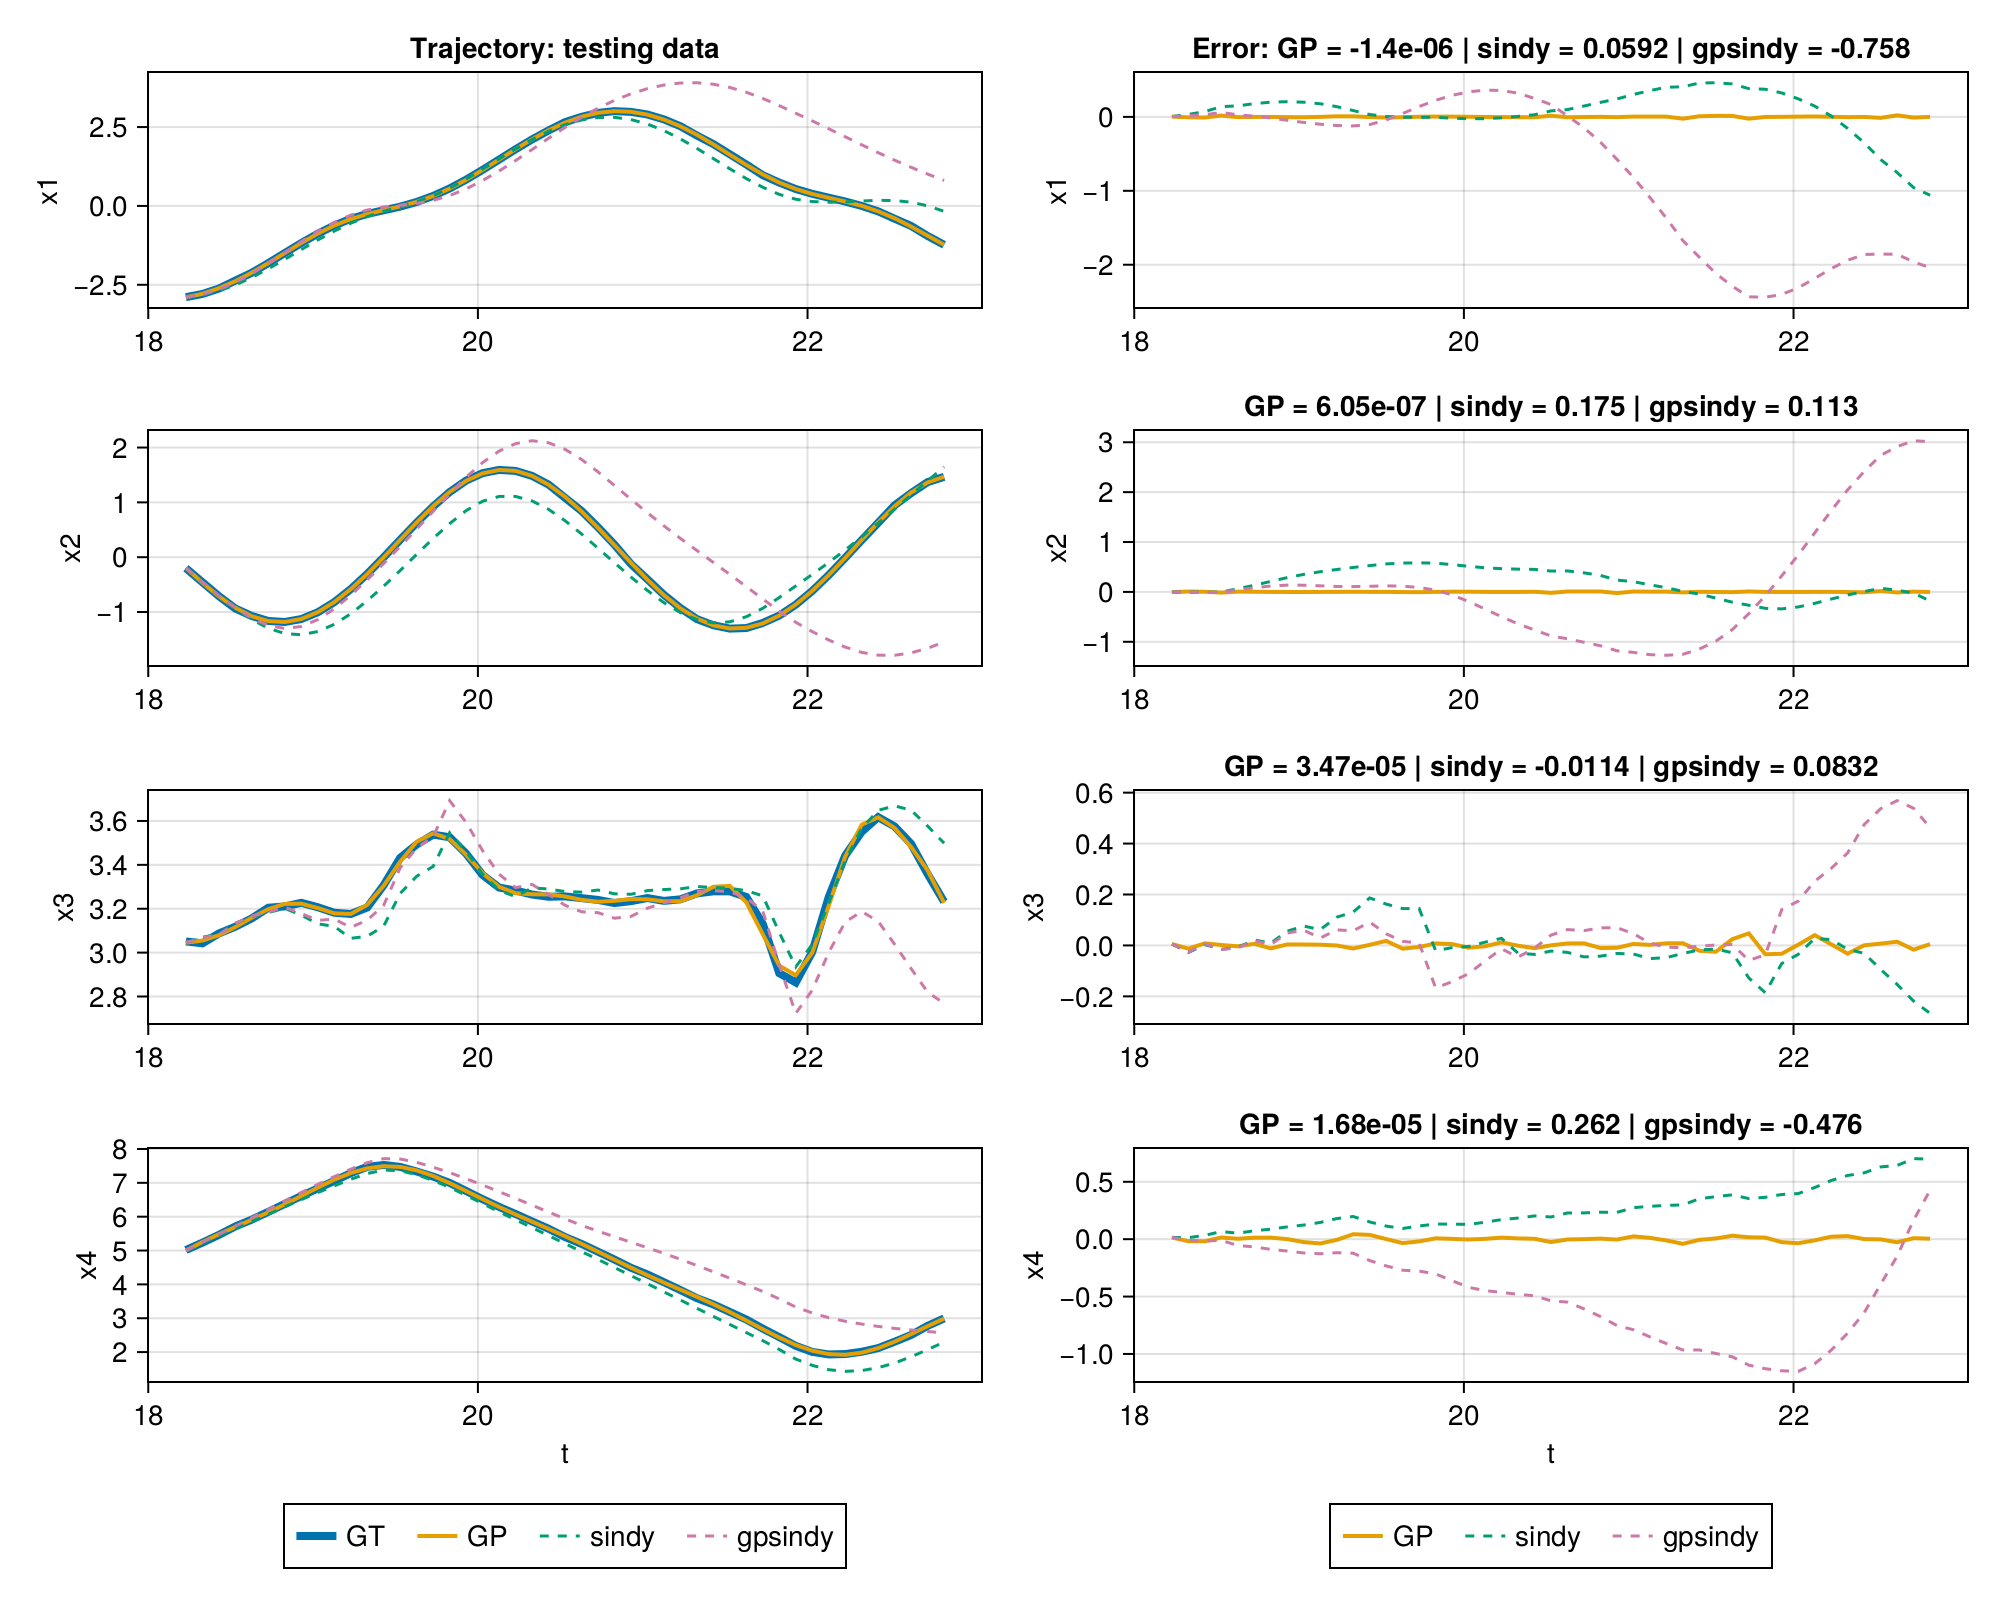 Trajectory: testing data
x1
2.5
0.0
−2.5
18 20 22
Error: GP = -1.4e-06 | sindy = 0.0592 | gpsindy = -0.758
x1
0
−1
−2
18 20 22
x2
2
1
0
−1
18 20 22
GP = 6.05e-07 | sindy = 0.175 | gpsindy = 0.113
x2
3
2
1
0
−1
18 20 22
x3
3.6
3.4
3.2
3.0
2.8
18 20 22
GP = 3.47e-05 | sindy = -0.0114 | gpsindy = 0.0832
x3
0.6
0.4
0.2
0.0
−0.2
18 20 22
x4
8
7
6
5
4
3
2
18 20 22
t
GP = 1.68e-05 | sindy = 0.262 | gpsindy = -0.476
x4
0.5
0.0
−0.5
−1.0
18 20 22
t
GT GP sindy gpsindy
GP sindy gpsindy